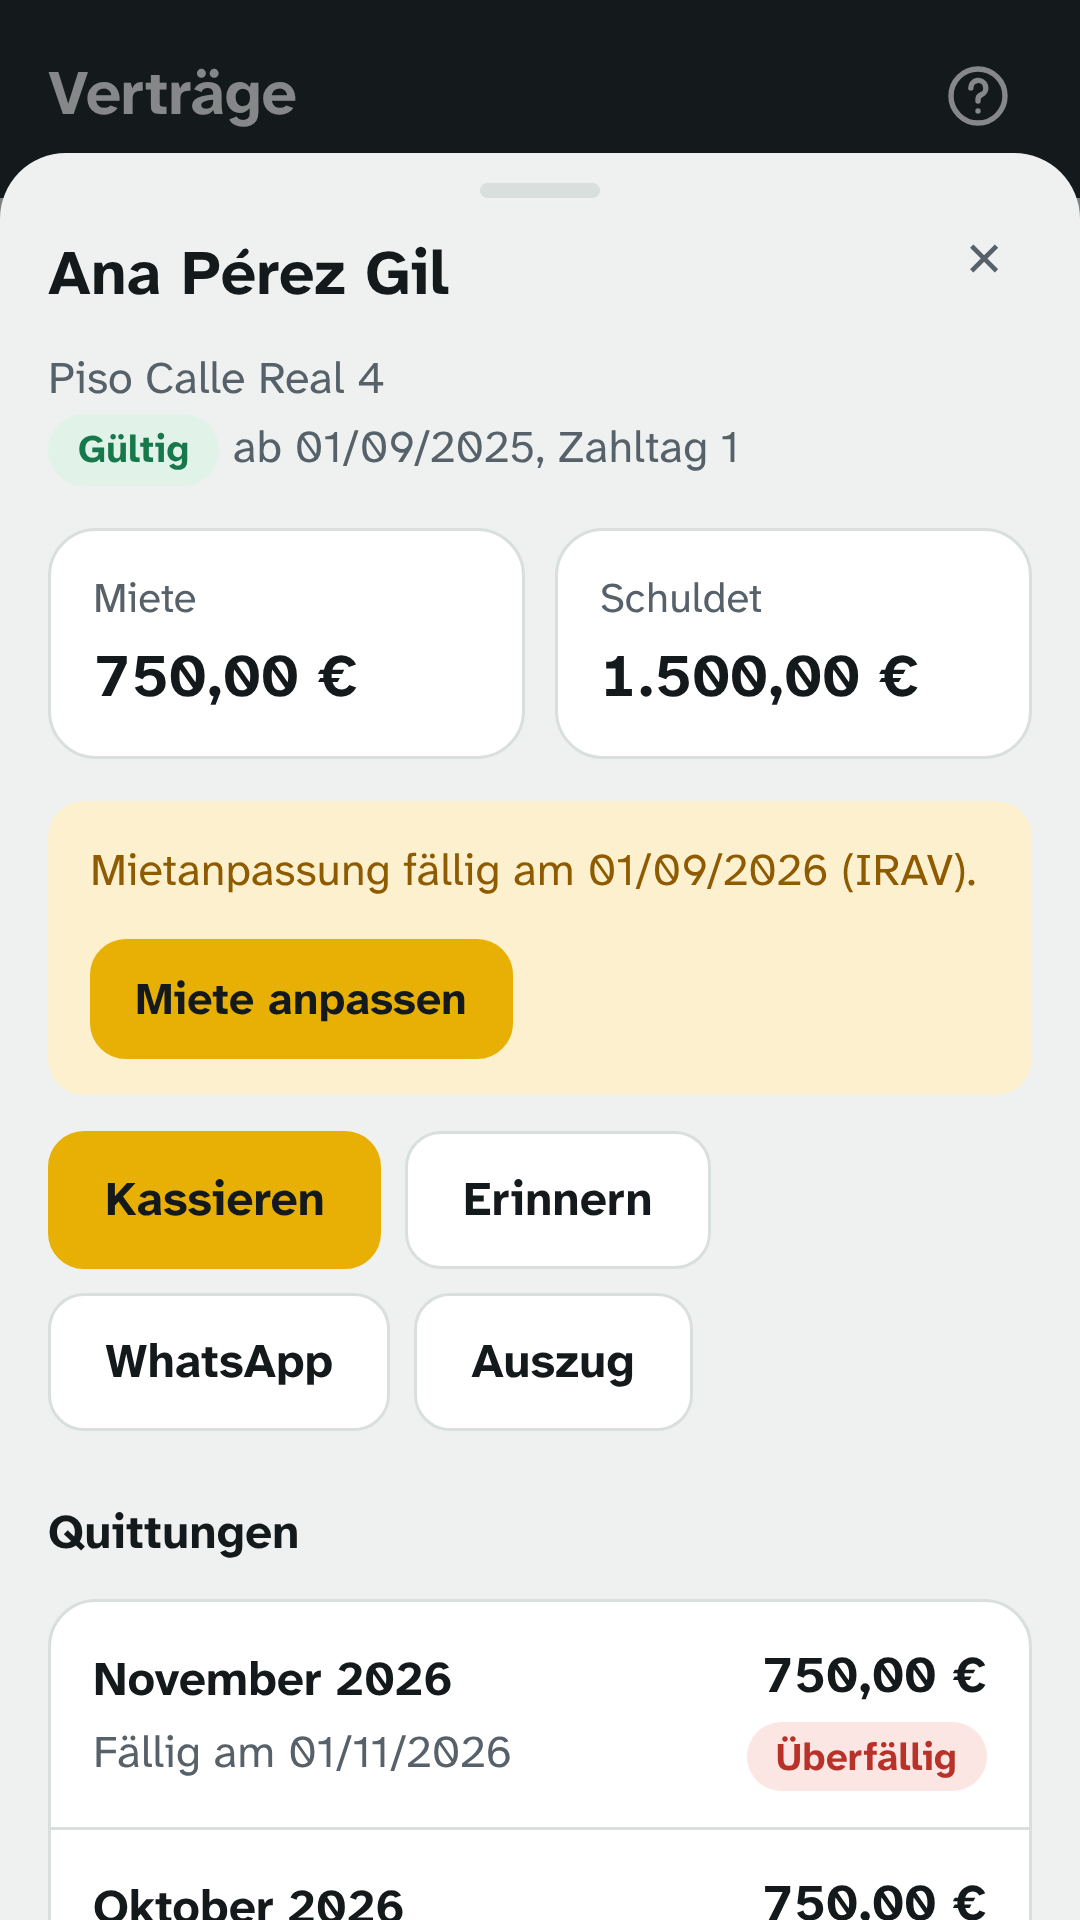 Verträge
Ana Pérez Gil
Piso Calle Real 4
Gültig ab 01/09/2025, Zahltag 1
Miete
750,00 €
Schuldet
1.500,00 €
Mietanpassung fällig am 01/09/2026 (IRAV).
Miete anpassen
Kassieren
Erinnern
WhatsApp
Auszug
Quittungen
November 2026
750,00 €
Fällig am 01/11/2026
Überfällig
Oktober 2026
750,00 €